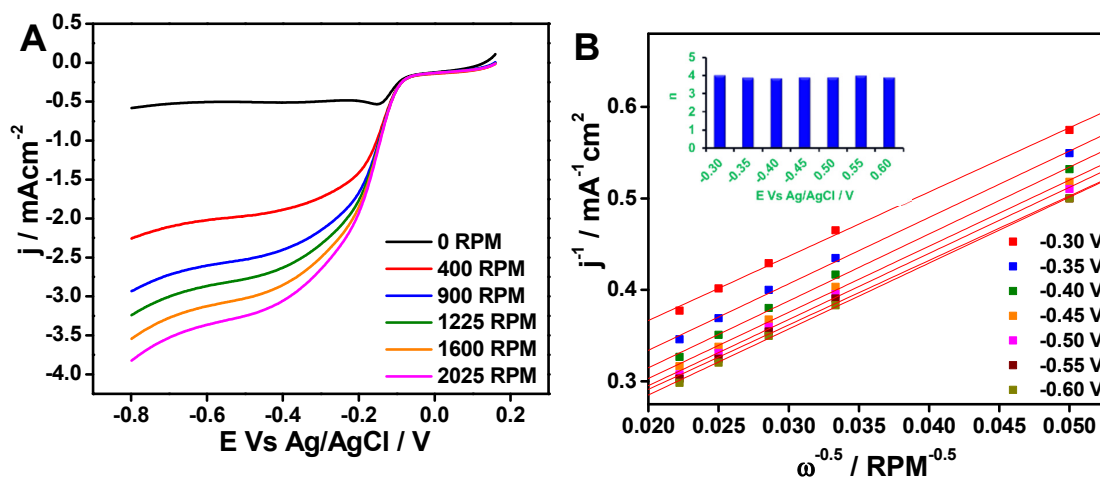 A
0.5
0.0
-0.5
-1.0
-1.5
-2.0
-2.5
-3.0
-3.5
-4.0
j / mAcm-2
-0.8 -0.6 -0.4 -0.2 0.0 0.2
E Vs Ag/AgCl / V
0 RPM
400 RPM
900 RPM
1225 RPM
1600 RPM
2025 RPM
B
0.6
0.5
0.4
0.3
j-1 / mA-1 cm2
0.020 0.025 0.030 0.035 0.040 0.045 0.050
ω-0.5 / RPM-0.5
5
4
3
2
1
0
n
-0.30 -0.35 -0.40 -0.45 0.50 0.55 0.60
E Vs Ag/AgCl / V
-0.30 V
-0.35 V
-0.40 V
-0.45 V
-0.50 V
-0.55 V
-0.60 V